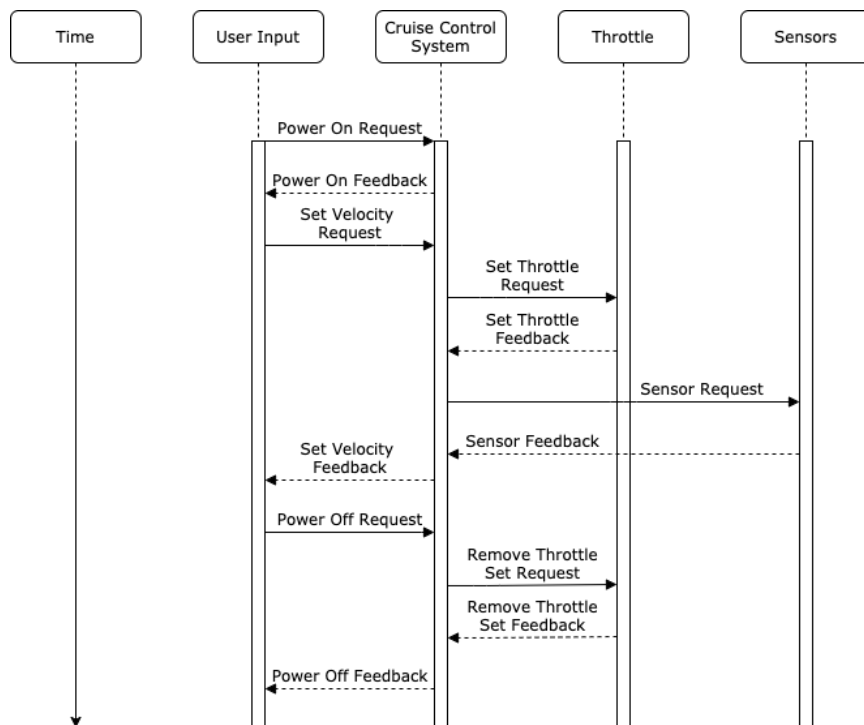 Time
User Input
Cruise Control
System
Throttle
Sensors
Power On Request
Power On Feedback
Set Velocity
Request
Set Throttle
Request
Set Throttle
Feedback
Sensor Request
Sensor Feedback
Set Velocity
Feedback
Power Off Request
Remove Throttle
Set Request
Remove Throttle
Set Feedback
Power Off Feedback